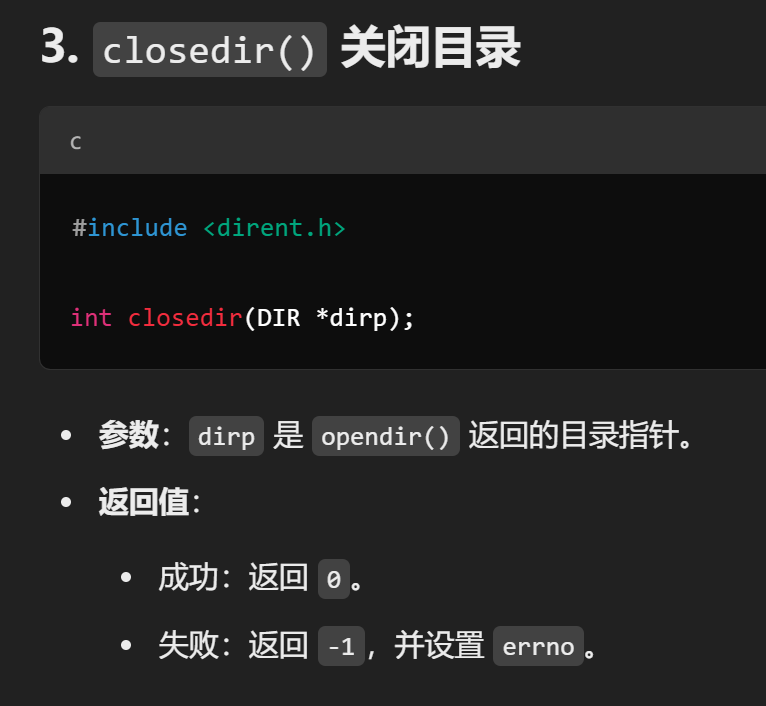 3. closedir() 关闭目录
c
#include <dirent.h>
int closedir(DIR *dirp);
• 参数：dirp 是 opendir() 返回的目录指针。
• 返回值：
• 成功：返回 0。
• 失败：返回 -1，并设置 errno。